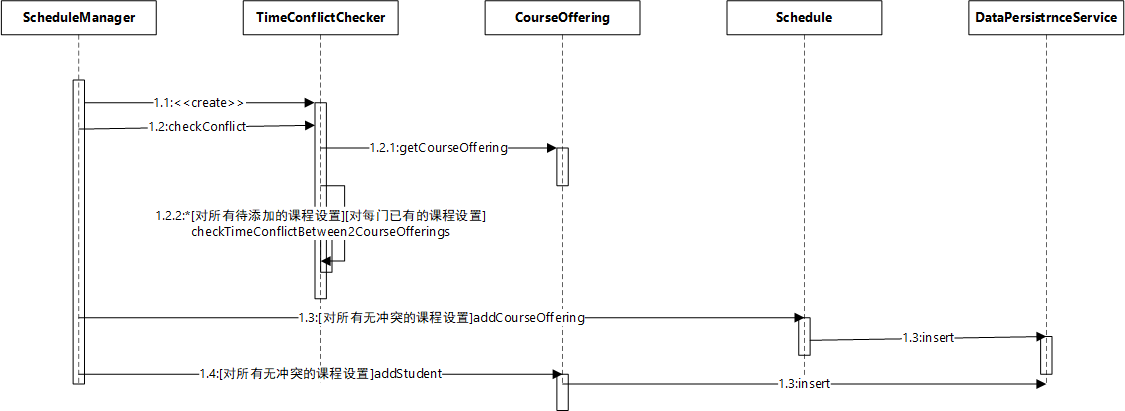 ScheduleManager
TimeConflictChecker
CourseOffering
Schedule
DataPersistrnceService
1.1:<<create>>
1.2:checkConflict
1.2.1:getCourseOffering
1.2.2:*[对所有待添加的课程设置][对每门已有的课程设置]
checkTimeConflictBetween2CourseOfferings
1.3:[对所有无冲突的课程设置]addCourseOffering
1.3:insert
1.4:[对所有无冲突的课程设置]addStudent
1.3:insert